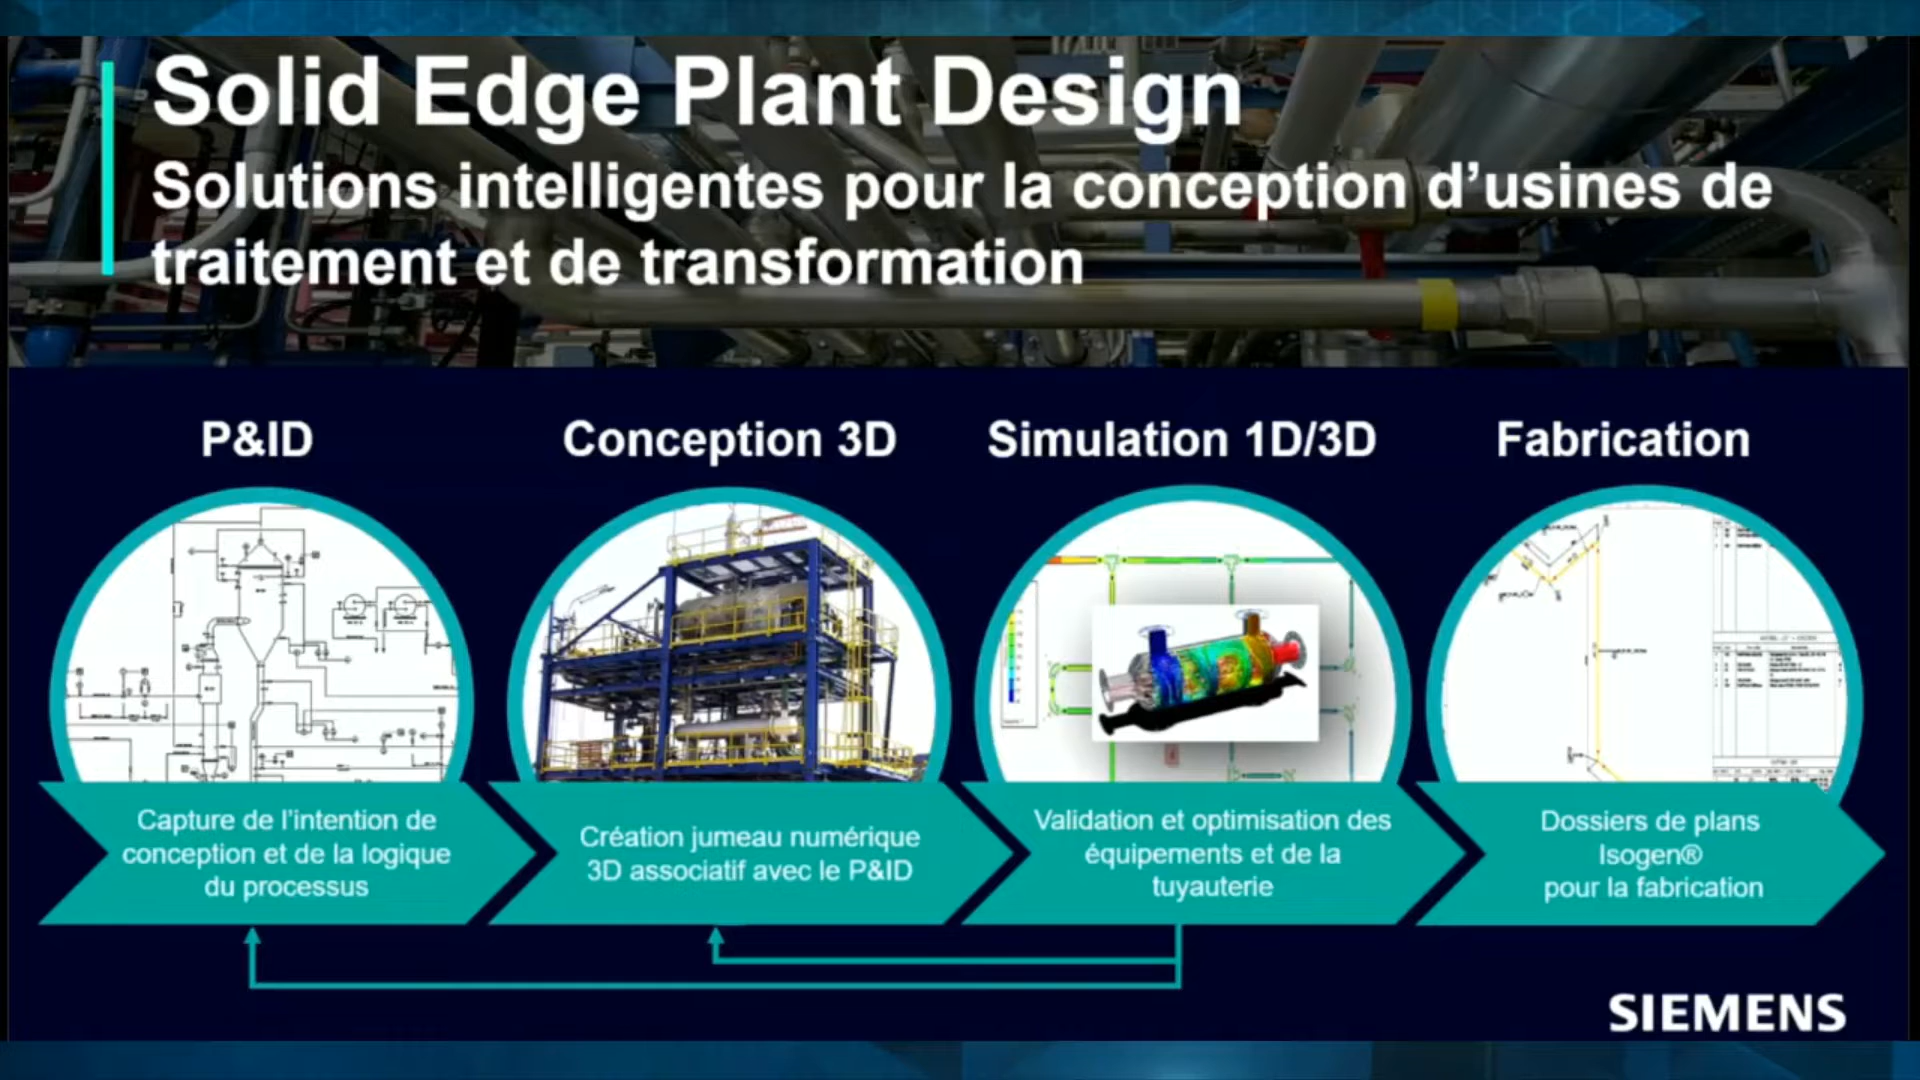 Solid Edge Plant Design
Solutions intelligentes pour la conception d’usines de
traitement et de transformation
P&ID
Conception 3D
Simulation 1D/3D
Fabrication
Capture de l’intention de
conception et de la logique
du processus
Création jumeau numérique
3D associatif avec le P&ID
Validation et optimisation des
équipements et de la
tuyauterie
Dossiers de plans
Isogen®
pour la fabrication
SIEMENS